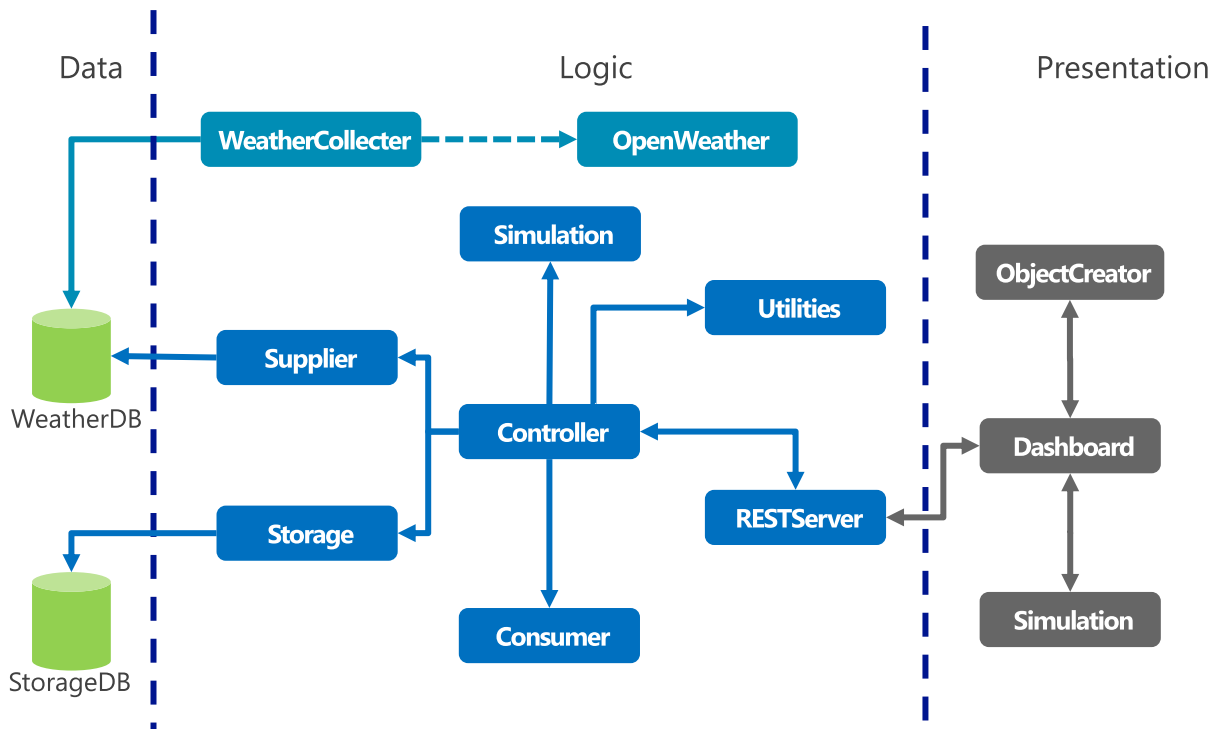 Data
Logic
Presentation
WeatherCollecter
OpenWeather
Simulation
ObjectCreator
Utilities
Supplier
WeatherDB
Controller
Dashboard
RESTServer
Storage
Consumer
Simulation
StorageDB